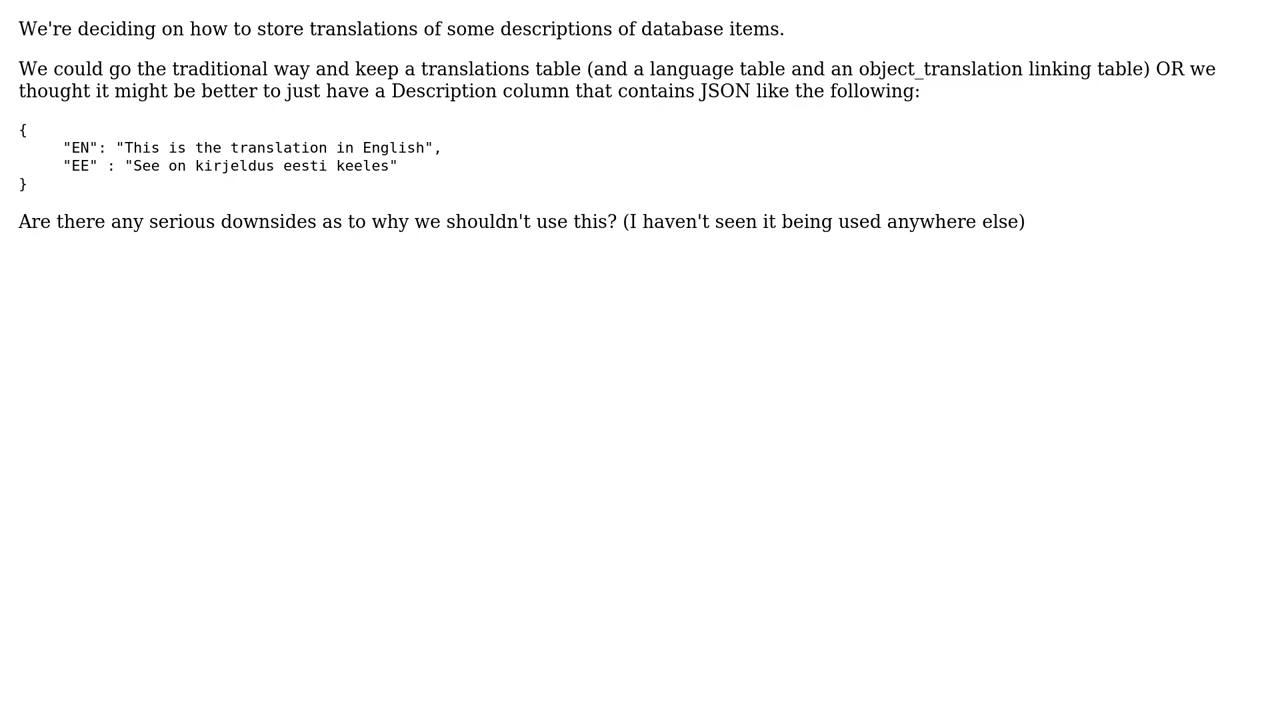 We're deciding on how to store translations of some descriptions of database items.
We could go the traditional way and keep a translations table (and a language table and an object_translation linking table) OR we
thought it might be better to just have a Description column that contains JSON like the following:
{
     "EN": "This is the translation in English",
     "EE" : "See on kirjeldus eesti keeles"
}
Are there any serious downsides as to why we shouldn't use this? (I haven't seen it being used anywhere else)